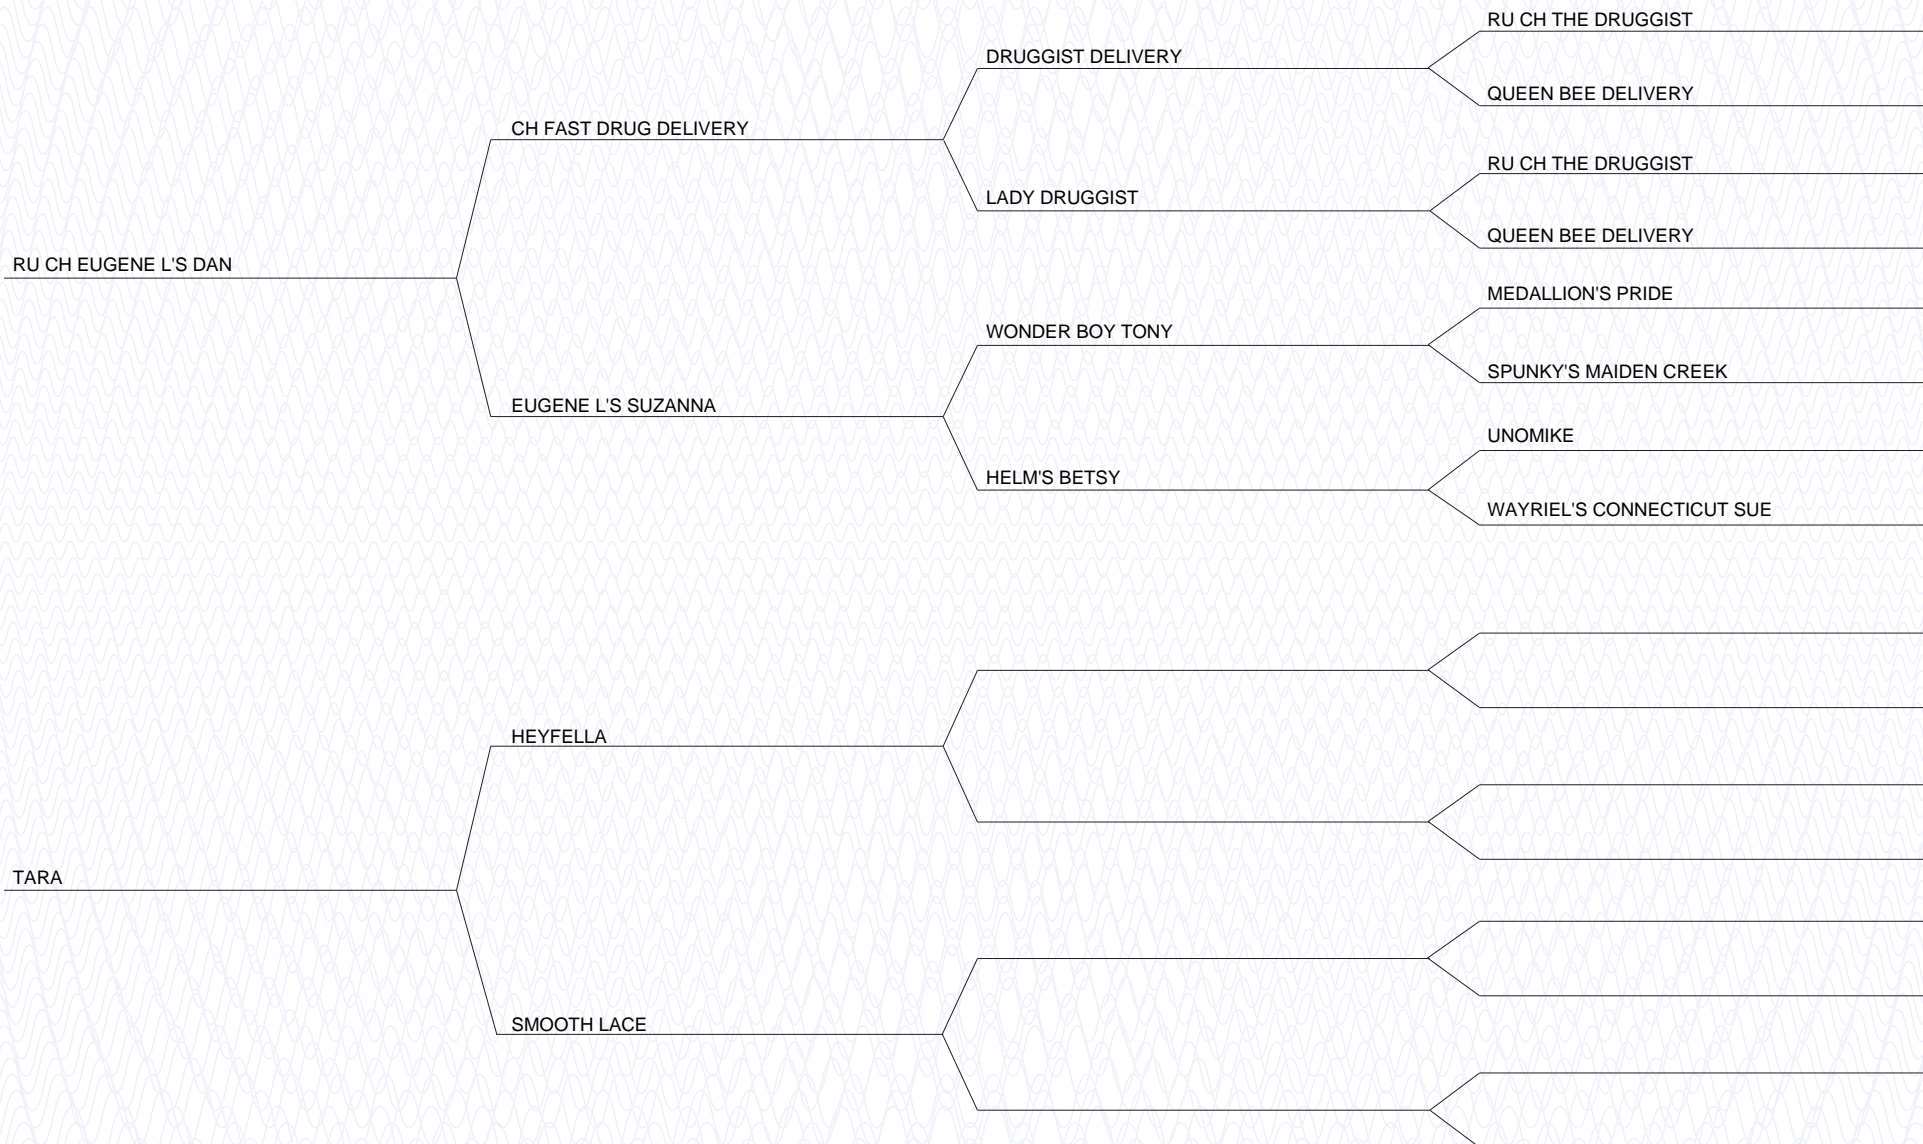 RU CH THE DRUGGIST
DRUGGIST DELIVERY
QUEEN BEE DELIVERY
CH FAST DRUG DELIVERY
RU CH THE DRUGGIST
LADY DRUGGIST
QUEEN BEE DELIVERY
RU CH EUGENE L'S DAN
MEDALLION'S PRIDE
WONDER BOY TONY
SPUNKY'S MAIDEN CREEK
EUGENE L'S SUZANNA
UNOMIKE
HELM'S BETSY
WAYRIEL'S CONNECTICUT SUE
HEYFELLA
TARA
SMOOTH LACE